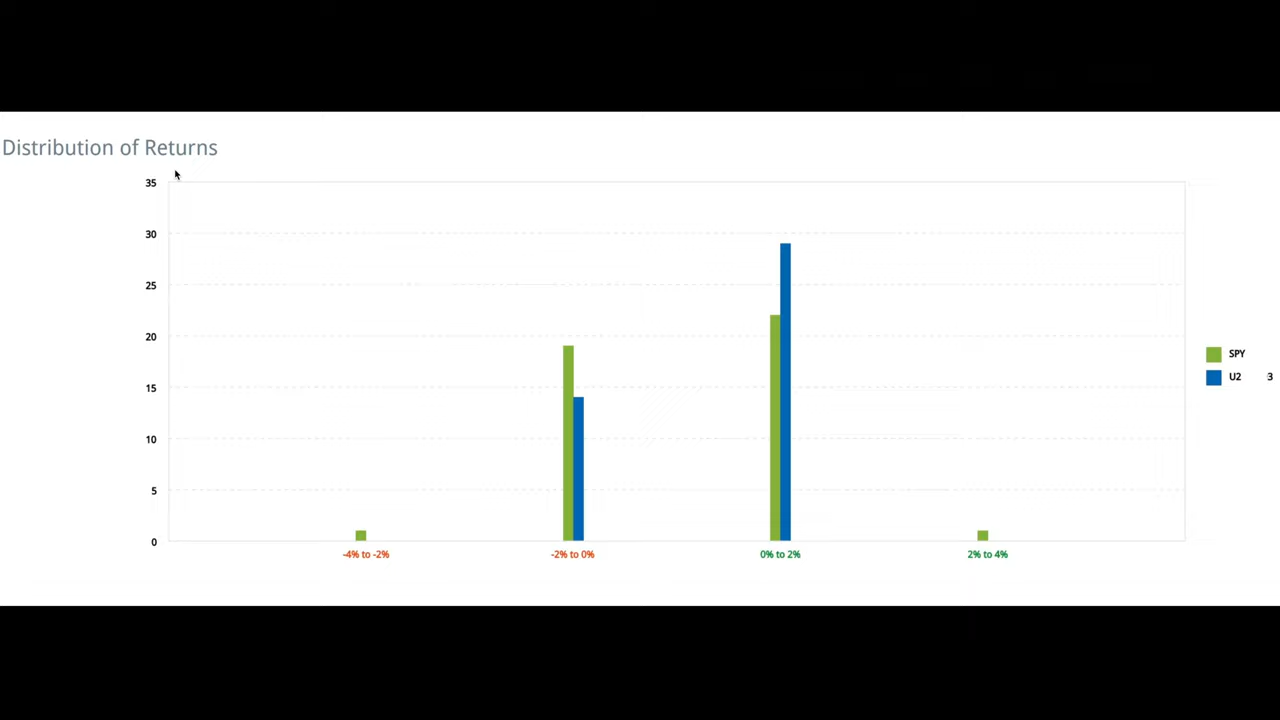 Distribution of Returns
35
30
25
20
15
10
5
0
-4% to -2% -2% to 0% 0% to 2% 2% to 4%
SPY
U2 3